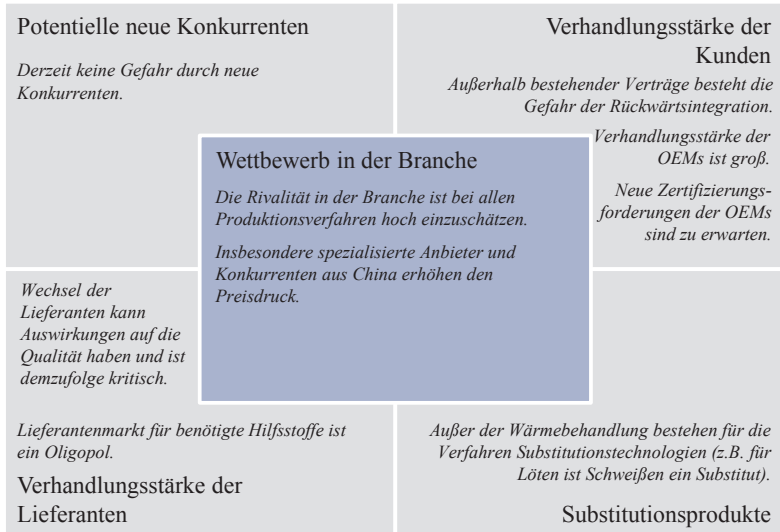 Potentielle neue Konkurrenten
Derzeit keine Gefahr durch neue
Konkurrenten.
Verhandlungsstärke der
Kunden
Außerhalb bestehender Verträge besteht die
Gefahr der Rückwärtsintegration.
Verhandlungsstärke der
OEMs ist groß.
Neue Zertifizierungs-
forderungen der OEMs
sind zu erwarten.
Wettbewerb in der Branche
Die Rivalität in der Branche ist bei allen
Produktionsverfahren hoch einzuschätzen.
Insbesondere spezialisierte Anbieter und
Konkurrenten aus China erhöhen den
Preisdruck.
Wechsel der
Lieferanten kann
Auswirkungen auf die
Qualität haben und ist
demzufolge kritisch.
Lieferantenmarkt für benötigte Hilfsstoffe ist
ein Oligopol.
Verhandlungsstärke der
Lieferanten
Außer der Wärmebehandlung bestehen für die
Verfahren Substitutionstechnologien (z.B. für
Löten ist Schweißen ein Substitut).
Substitutionsprodukte